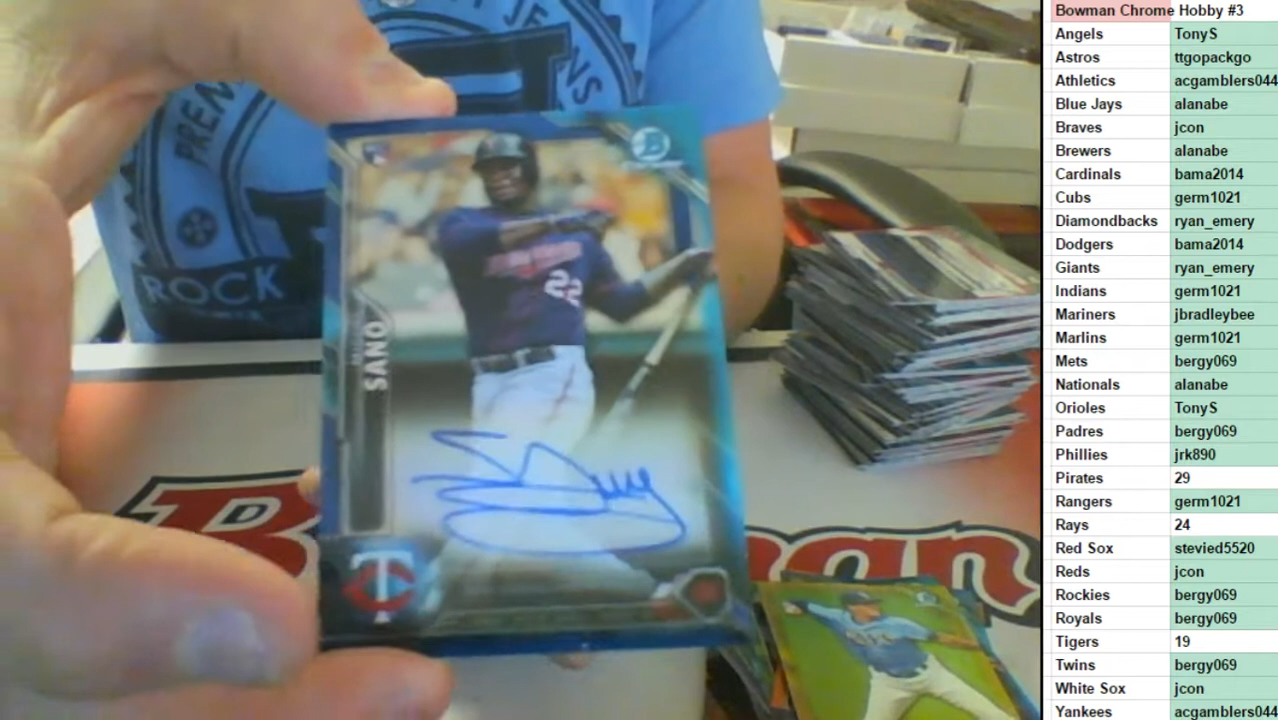 PREN
JEANS
ROCK
22
SANO
Bowman Chrome Hobby #3
Angels TonyS
Astros ttgopackgo
Athletics acgamblers044
Blue Jays alanabe
Braves jcon
Brewers alanabe
Cardinals bama2014
Cubs germ1021
Diamondbacks ryan_emery
Dodgers bama2014
Giants ryan_emery
Indians germ1021
Mariners jbradleybee
Marlins germ1021
Mets bergy069
Nationals alanabe
Orioles TonyS
Padres bergy069
Phillies jrk890
Pirates 29
Rangers germ1021
Rays 24
Red Sox stevied5520
Reds jcon
Rockies bergy069
Royals bergy069
Tigers 19
Twins bergy069
White Sox jcon
Yankees acgamblers044